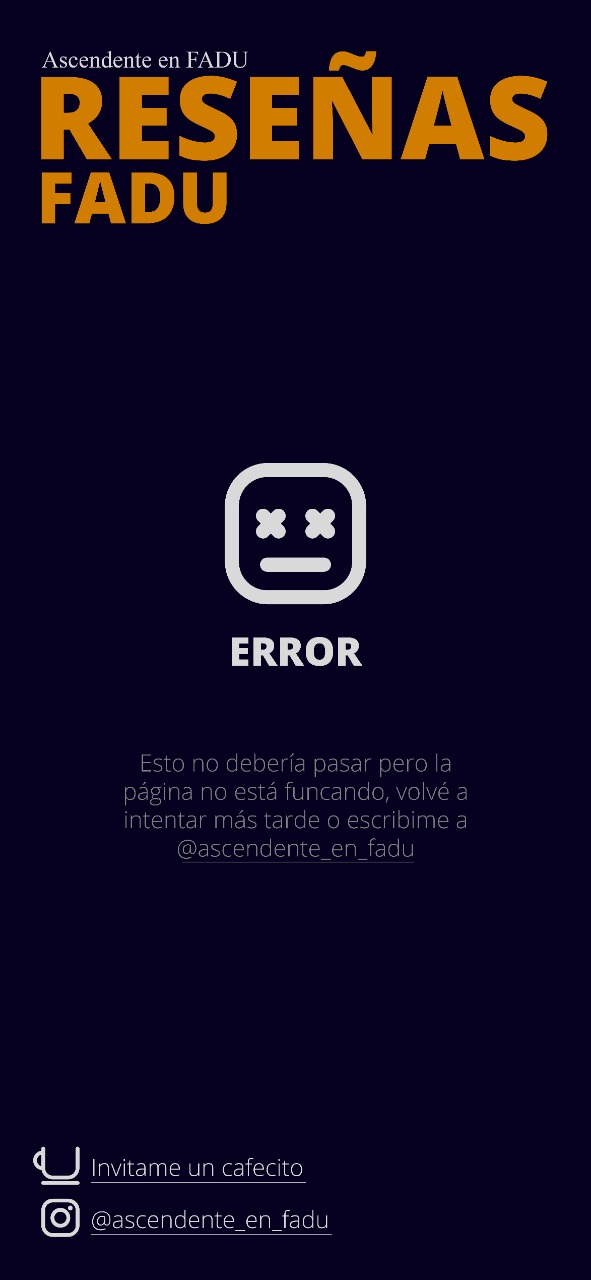 Ascendente en FADU
RESEÑAS
FADU
ERROR
Esto no debería pasar pero la
página no está funcando, volvé a
intentar más tarde o escribime a
@ascendente_en_fadu
Invitame un cafecito
@ascendente_en_fadu